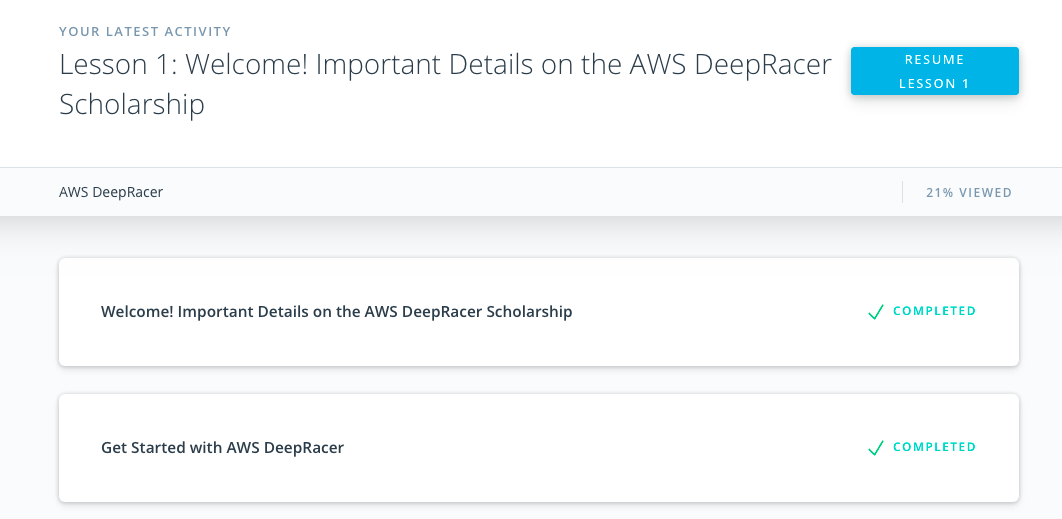 YOUR LATEST ACTIVITY
Lesson 1: Welcome! Important Details on the AWS DeepRacer
Scholarship
RESUME
LESSON 1
AWS DeepRacer
21% VIEWED
Welcome! Important Details on the AWS DeepRacer Scholarship
COMPLETED
Get Started with AWS DeepRacer
COMPLETED